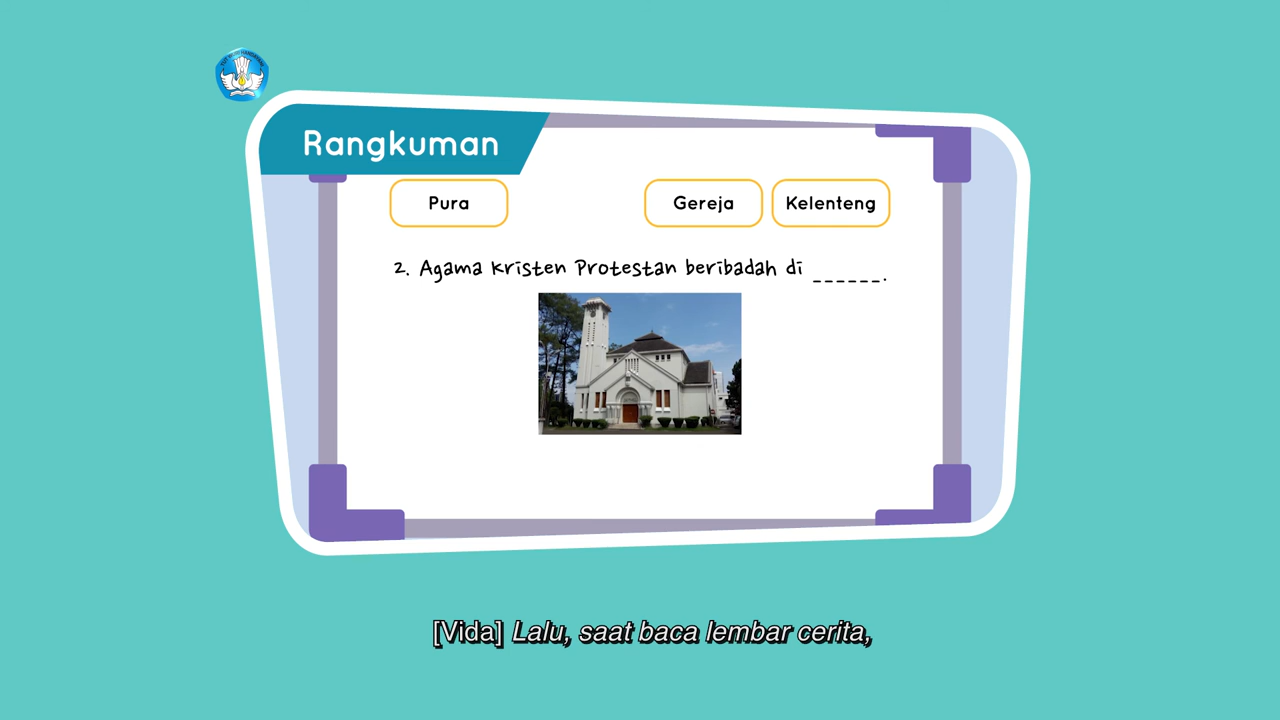 Rangkuman
Pura
Gereja
Kelenteng
2. Agama Kristen Protestan beribadah di ______.
[Vida] Lalu, saat baca lembar cerita,